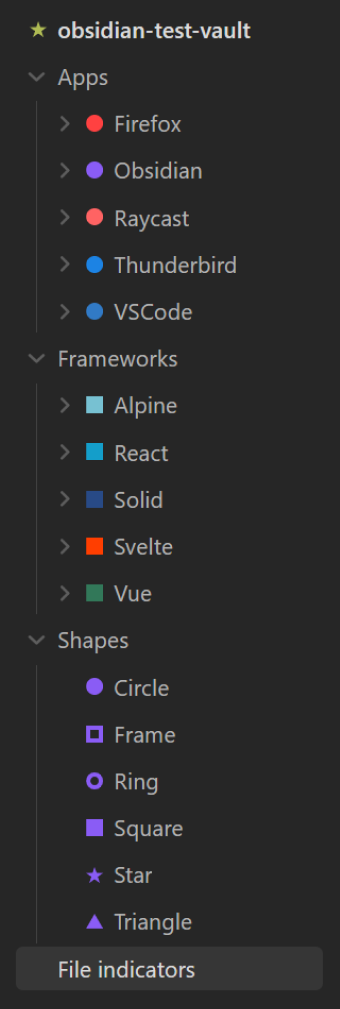 obsidian-test-vault
Apps
Firefox
Obsidian
Raycast
Thunderbird
VSCode
Frameworks
Alpine
React
Solid
Svelte
Vue
Shapes
Circle
Frame
Ring
Square
Star
Triangle
File indicators